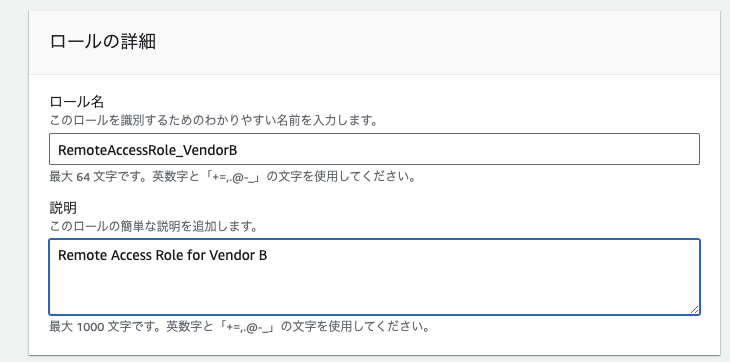 ロールの詳細
ロール名
このロールを識別するためのわかりやすい名前を入力します。
RemoteAccessRole_VendorB
最大 64 文字です。英数字と「+=,.@-_」の文字を使用してください。
説明
このロールの簡単な説明を追加します。
Remote Access Role for Vendor B
最大 1000 文字です。英数字と「+=,.@-_」の文字を使用してください。